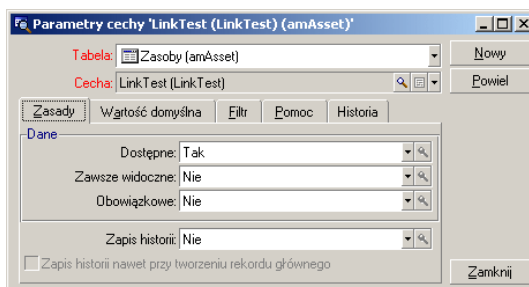 Parametry cechy 'LinkTest (LinkTest) (amAsset)'
Tabela: Zasoby (amAsset)
Nowy
Cecha: LinkTest (LinkTest)
Powiel
Zasady Wartość domyślna Filtr Pomoc Historia
Dane
Dostępne: Tak
Zawsze widoczne: Nie
Obowiązkowe: Nie
Zapis historii: Nie
Zapis historii nawet przy tworzeniu rekordu głównego
Zamknij